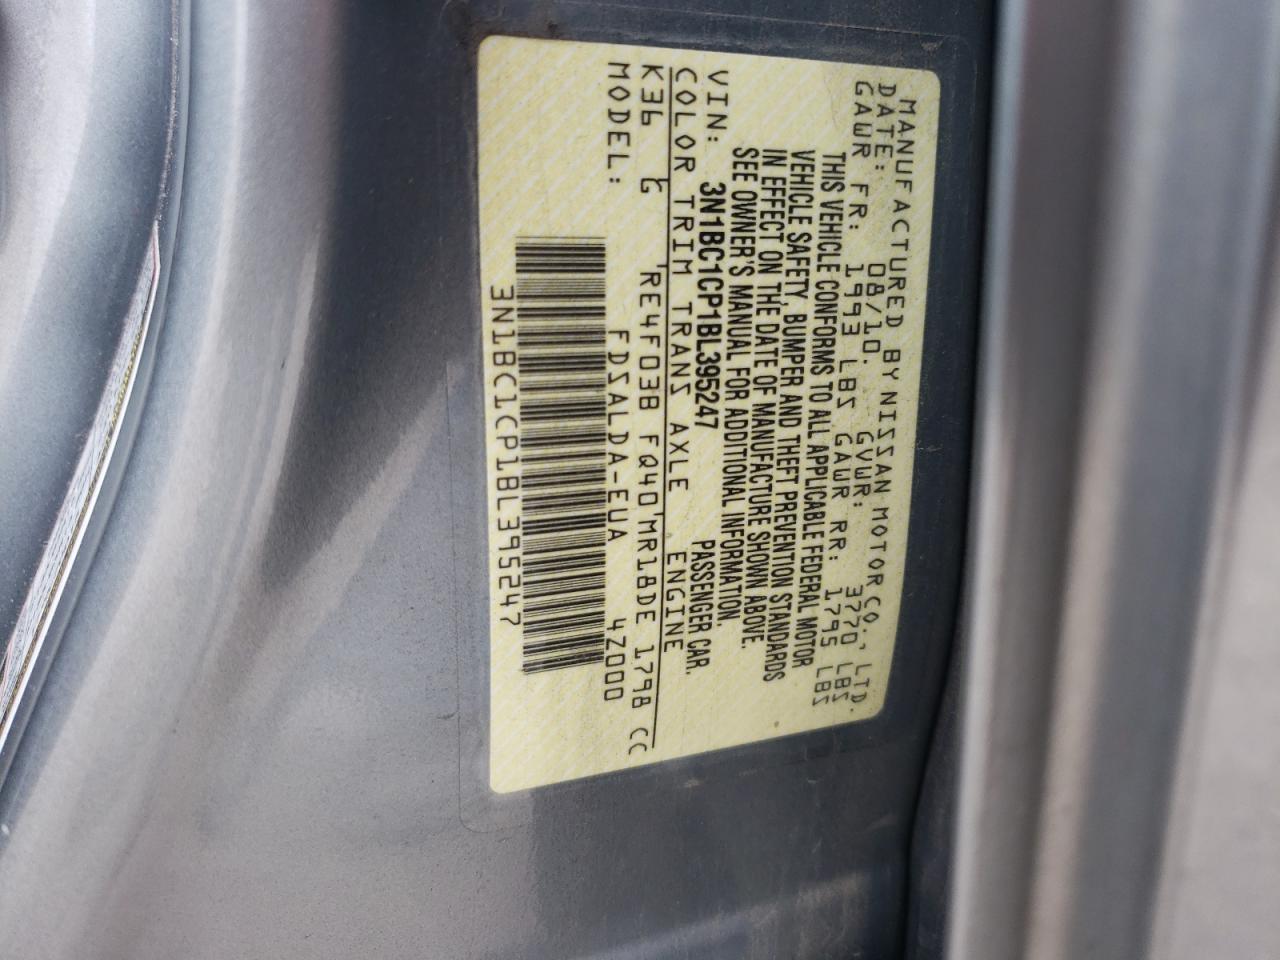 MANUFACTURED BY NISSAN MOTOR CO., LTD.
DATE: 08/10. GVWR: 3770 LBS
GAWR FR: 1993 LBS GAWR RR: 1795 LBS
THIS VEHICLE CONFORMS TO ALL APPLICABLE FEDERAL MOTOR
VEHICLE SAFETY, BUMPER AND THEFT PREVENTION STANDARDS
IN EFFECT ON THE DATE OF MANUFACTURE SHOWN ABOVE.
SEE OWNER'S MANUAL FOR ADDITIONAL INFORMATION.
VIN: 3N1BC1CP1BL395247 PASSENGER CAR.
COLOR TRIM TRANS AXLE ENGINE
K36 G RE4F03B FQ40 MR18DE 1798 CC
MODEL: FDSALDA-EUA 4Z000
3N1BC1CP1BL395247